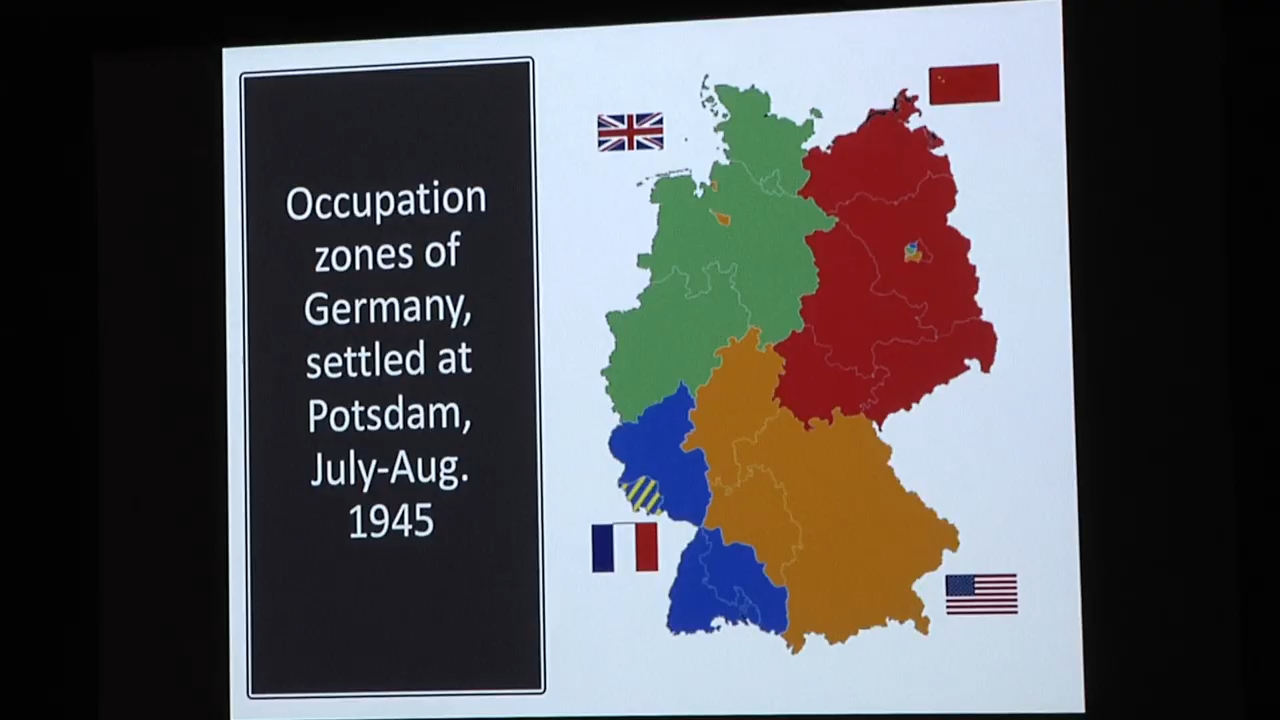 Occupation
zones of
Germany,
settled at
Potsdam,
July-Aug.
1945